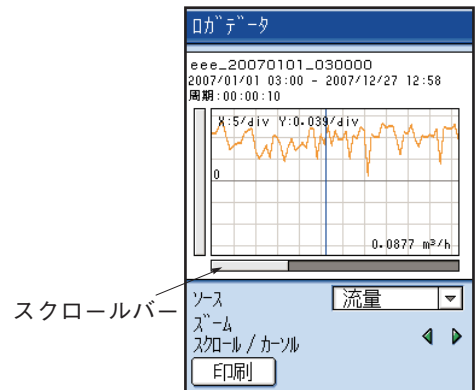 ロガデータ
eee_20070101_030000
2007/01/01 03:00 - 2007/12/27 12:58
周期:00:00:10
X:5/div Y:0.039/div
0
0.0877 m³/h
スクロールバー
ソース 流量
ズーム
スクロール / カーソル
印刷